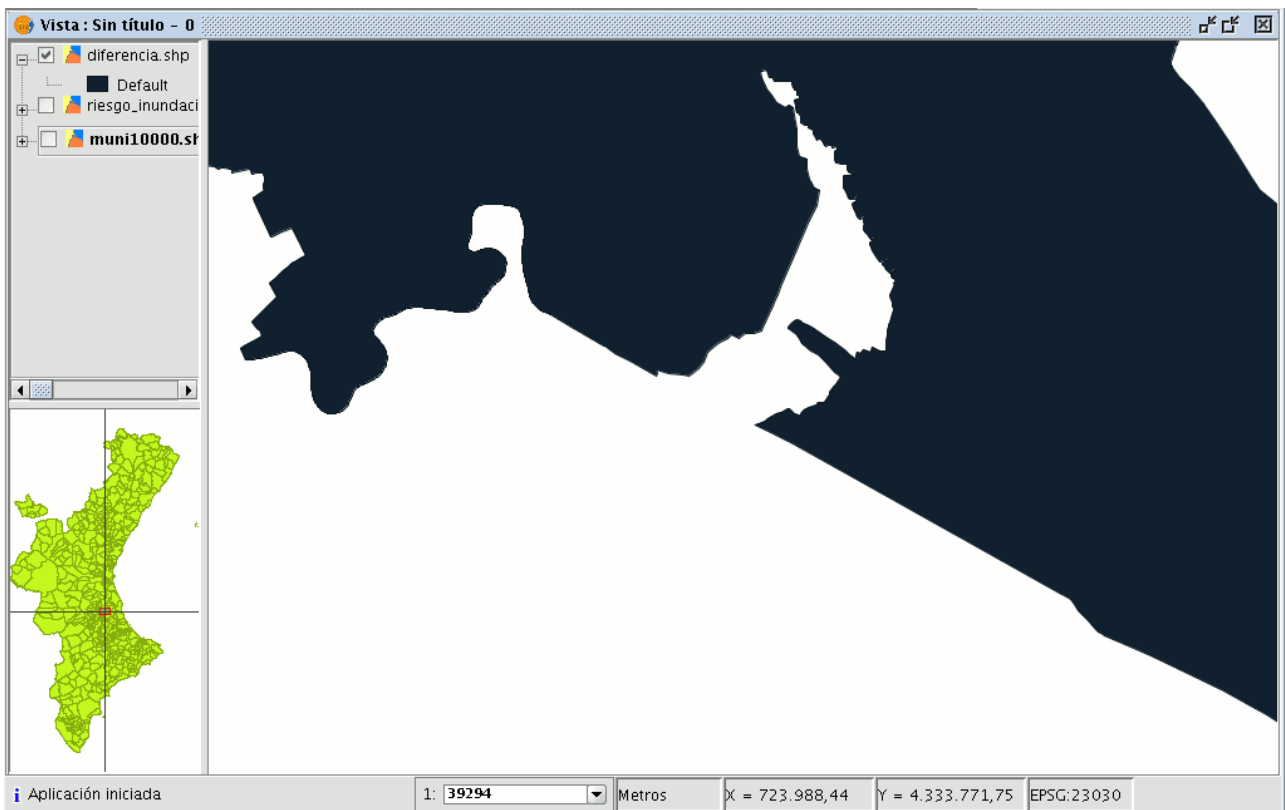 Vista : Sin título - 0
diferencia.shp
Default
riesgo_inundaci
muni10000.sh
Aplicación iniciada
1: 39294
Metros
X = 723.988,44
Y = 4.333.771,75
EPSG:23030